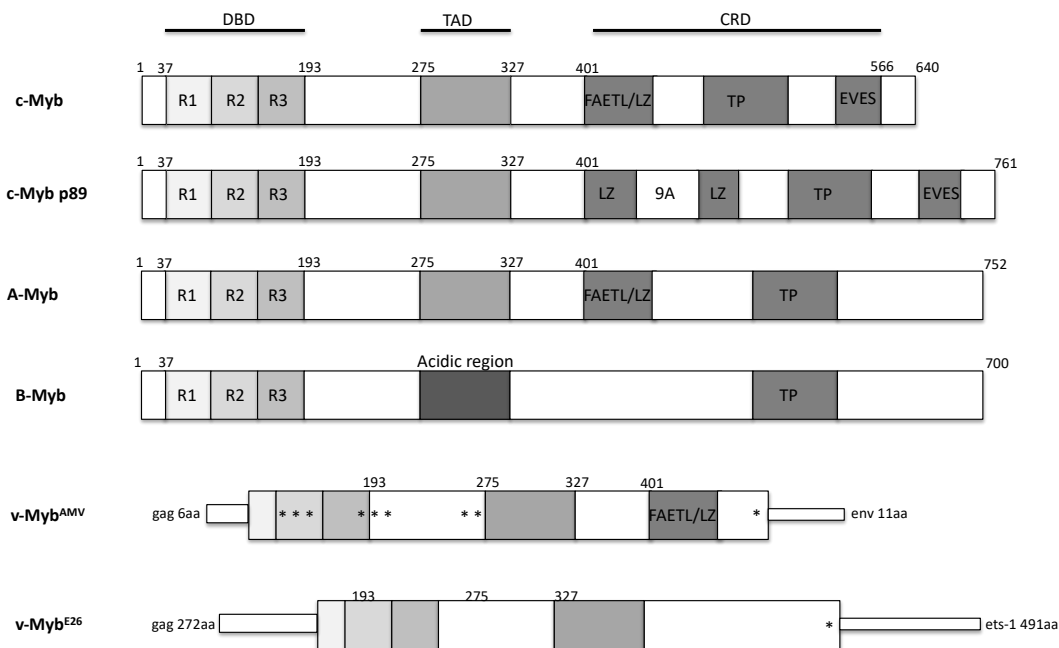 DBD TAD CRD
1 37 193 275 327 401 566 640
c-Myb R1 R2 R3 FAETL/LZ TP EVES
1 37 193 275 327 401 761
c-Myb p89 R1 R2 R3 LZ 9A LZ TP EVES
1 37 193 275 327 401 752
A-Myb R1 R2 R3 FAETL/LZ TP
1 37 Acidic region 700
B-Myb R1 R2 R3 TP
193 275 327 401
v-Myb^AMV gag 6aa * * * * * * * * FAETL/LZ * env 11aa
193 275 327
v-Myb^E26 gag 272aa * ets-1 491aa